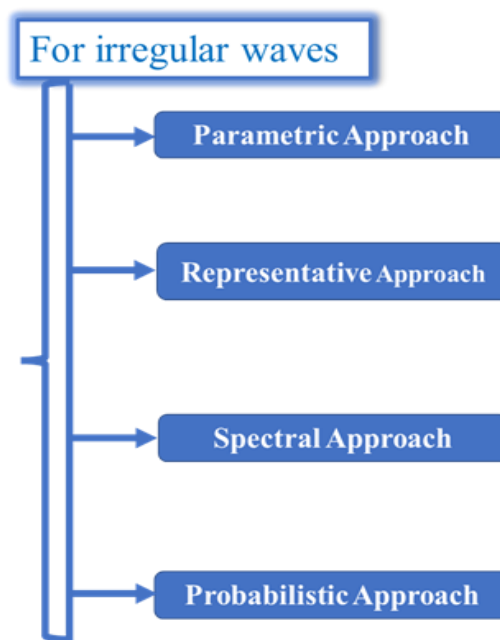 For irregular waves
Parametric Approach
Representative Approach
Spectral Approach
Probabilistic Approach